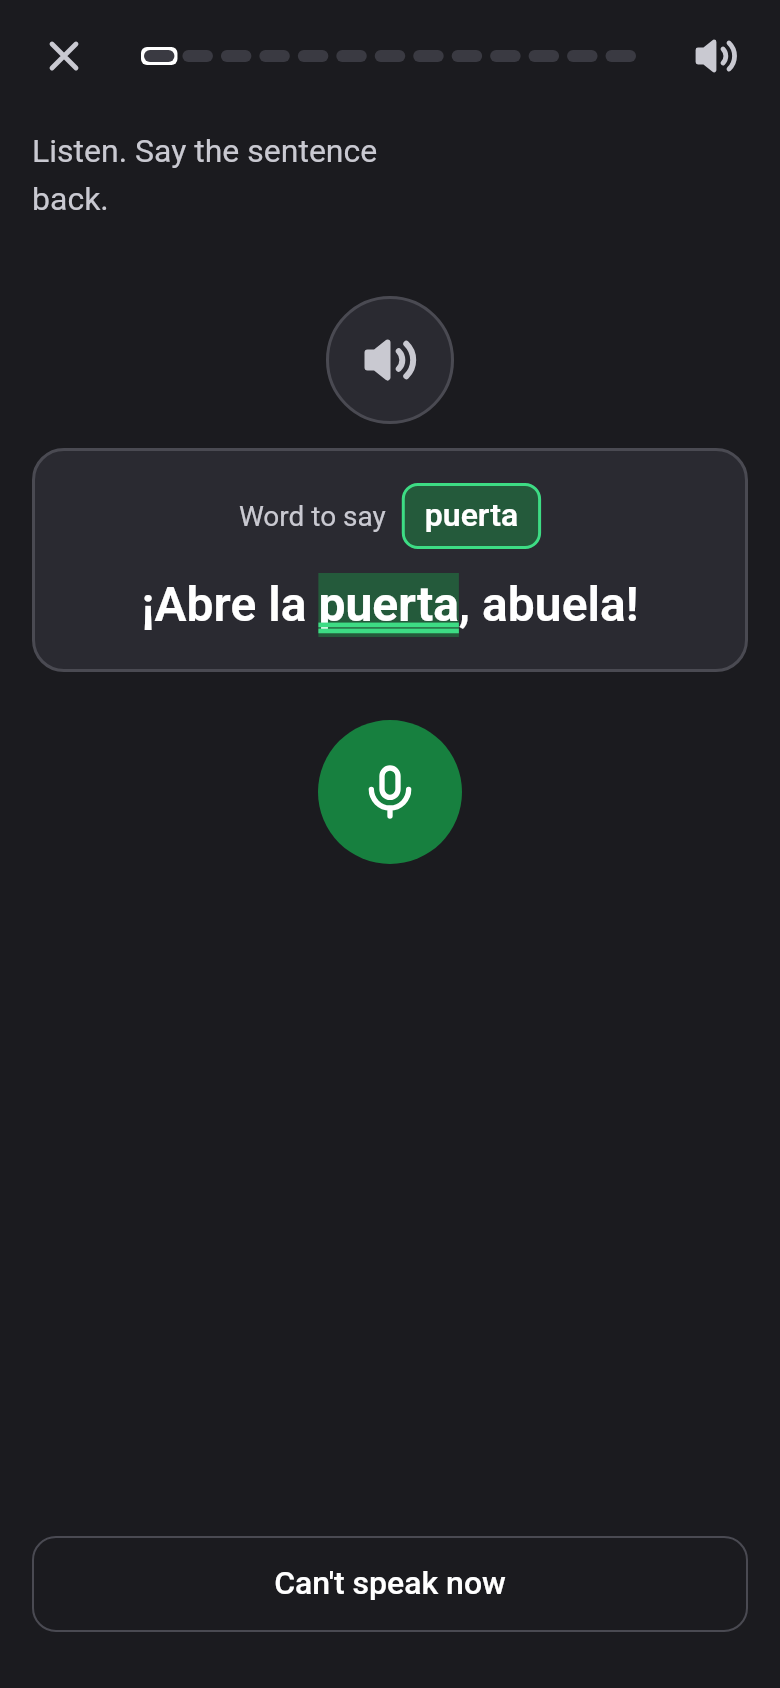 Listen. Say the sentence
back.
Word to say puerta
¡Abre la puerta, abuela!
Can't speak now